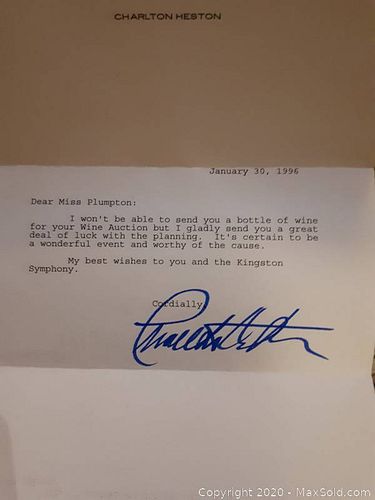 CHARLTON HESTON
January 30, 1996
Dear Miss Plumpton:
I won't be able to send you a bottle of wine
for your Wine Auction but I gladly send you a great
deal of luck with the planning. It's certain to be
a wonderful event and worthy of the cause.
My best wishes to you and the Kingston
Symphony.
Cordially,
Charlton Heston
Copyright © 2020 - MaxSold.com